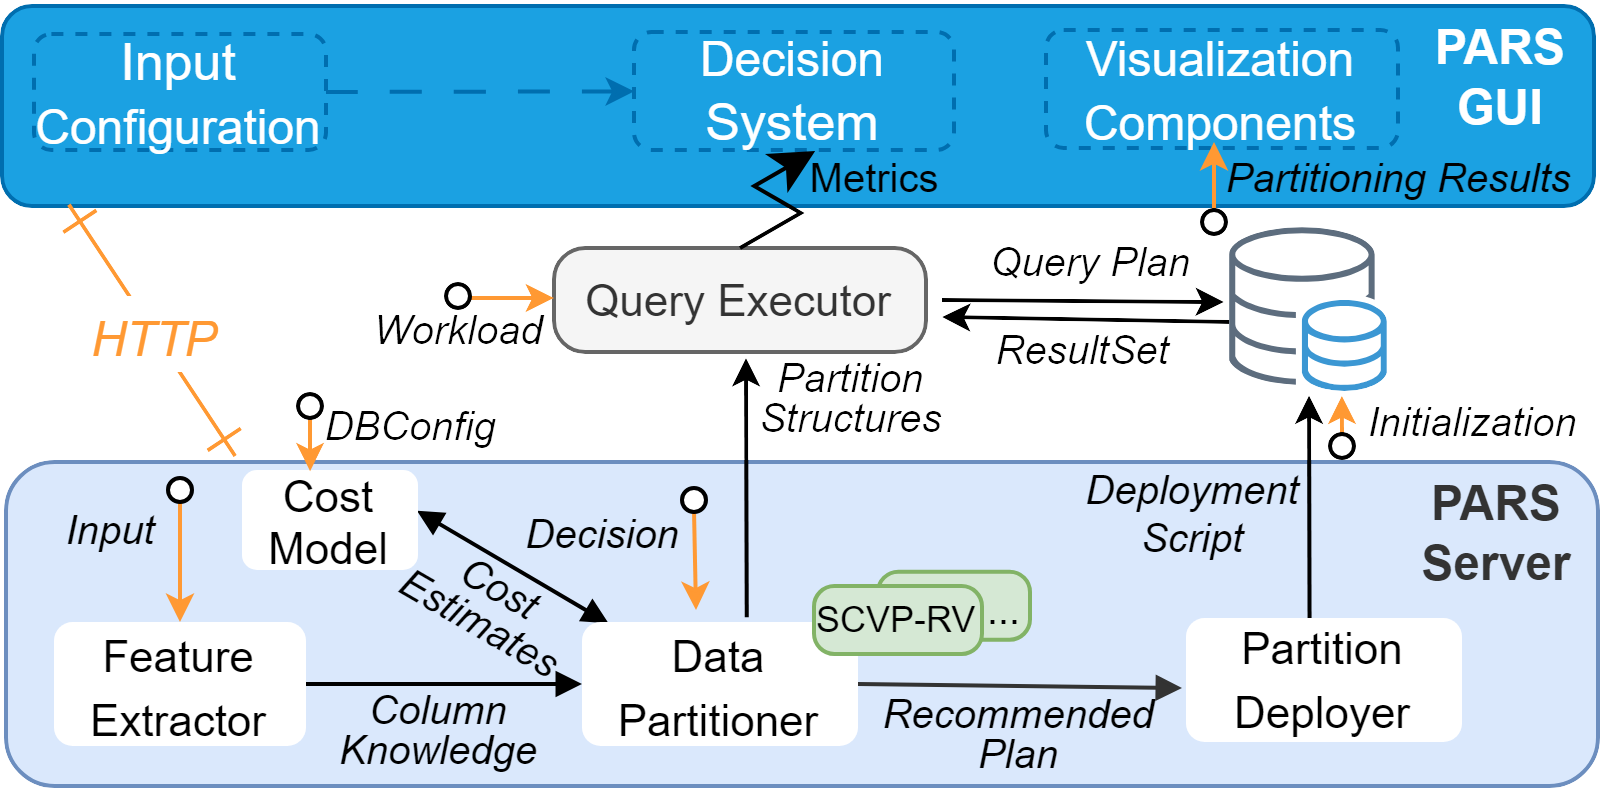 Input
Configuration
Decision
System
Visualization
Components
PARS
GUI
Metrics
Partitioning Results
HTTP
Workload
Query Executor
Query Plan
ResultSet
Partition
Structures
DBConfig
Initialization
Input
Cost
Model
Decision
Cost
Estimates
Deployment
Script
PARS
Server
SCVP-RV
...
Feature
Extractor
Column
Knowledge
Data
Partitioner
Recommended
Plan
Partition
Deployer